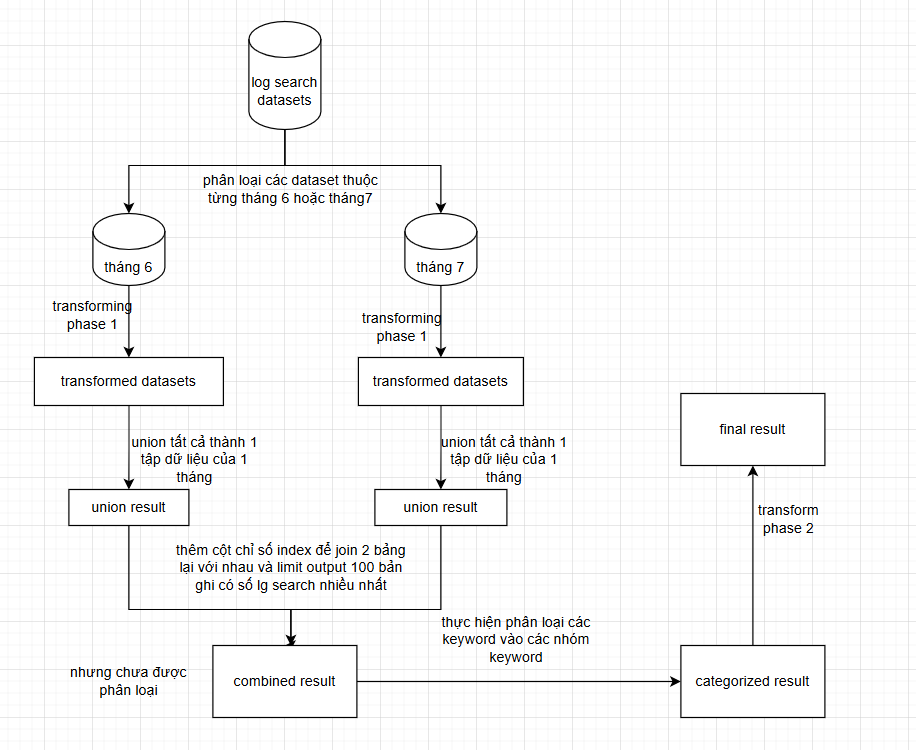 log search
datasets
phân loại các dataset thuộc
từng tháng 6 hoặc tháng7
tháng 6
tháng 7
transforming
phase 1
transforming
phase 1
transformed datasets
transformed datasets
union tất cả thành 1
tập dữ liệu của 1
tháng
union tất cả thành 1
tập dữ liệu của 1
tháng
final result
union result
union result
transform
phase 2
thêm cột chỉ số index để join 2 bảng
lại với nhau và limit output 100 bản
ghi có số lg search nhiều nhất
thực hiện phân loại các
keyword vào các nhóm
keyword
nhưng chưa được
phân loại
combined result
categorized result